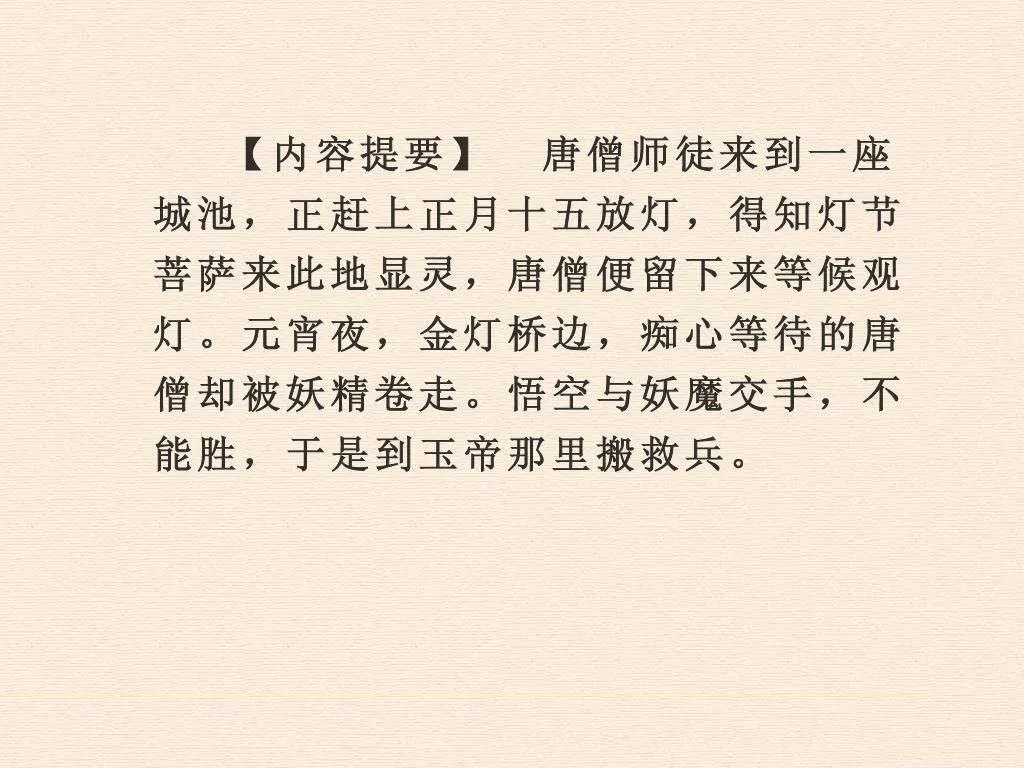 【内容提要】 唐僧师徒来到一座
城池，正赶上正月十五放灯，得知灯节
菩萨来此地显灵，唐僧便留下来等候观
灯。元宵夜，金灯桥边，痴心等待的唐
僧却被妖精卷走。悟空与妖魔交手，不
能胜，于是到玉帝那里搬救兵。